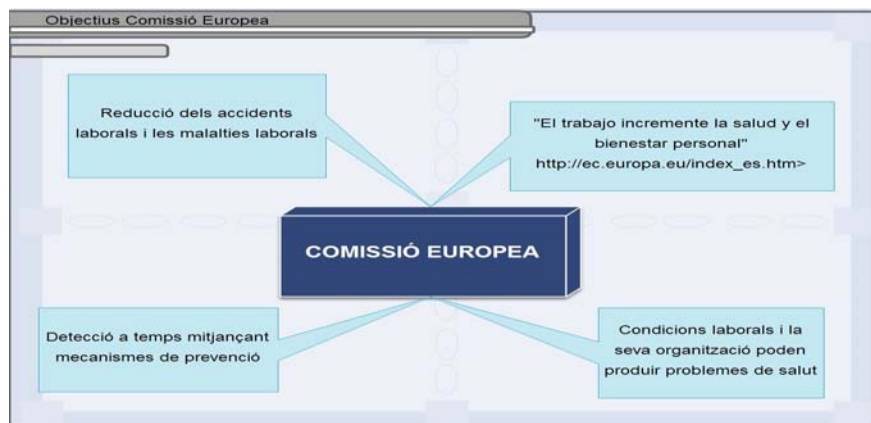 Objectius Comissió Europea
Reducció dels accidents
laborals i les malalties laborals
"El trabajo incremente la salud y el
bienestar personal"
http://ec.europa.eu/index_es.htm>
COMISSIÓ EUROPEA
Detecció a temps mitjançant
mecanismes de prevenció
Condicions laborals i la
seva organització poden
produir problemes de salut